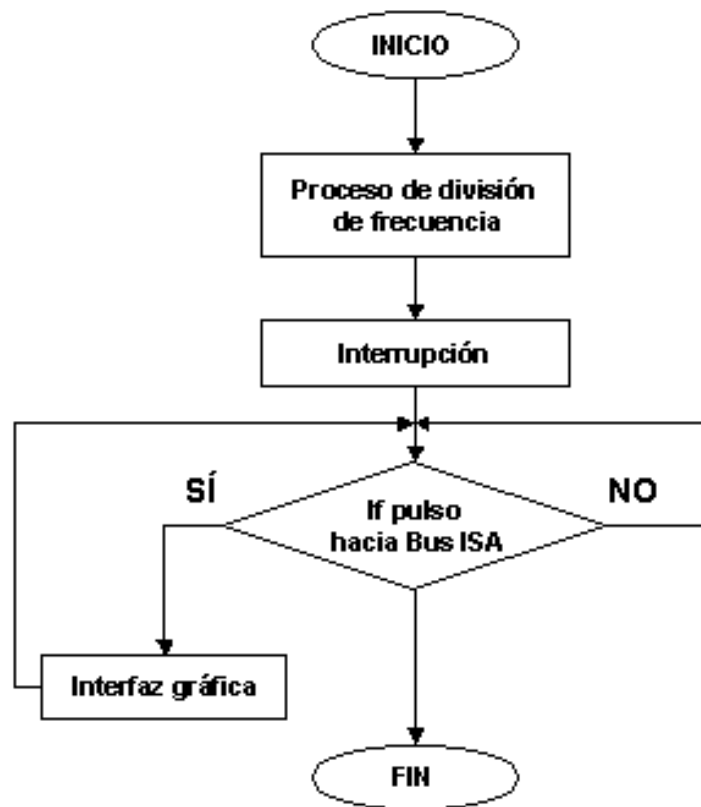 INICIO
Proceso de división
de frecuencia
Interrupción
SÍ
NO
If pulso
hacia Bus ISA
Interfaz gráfica
FIN